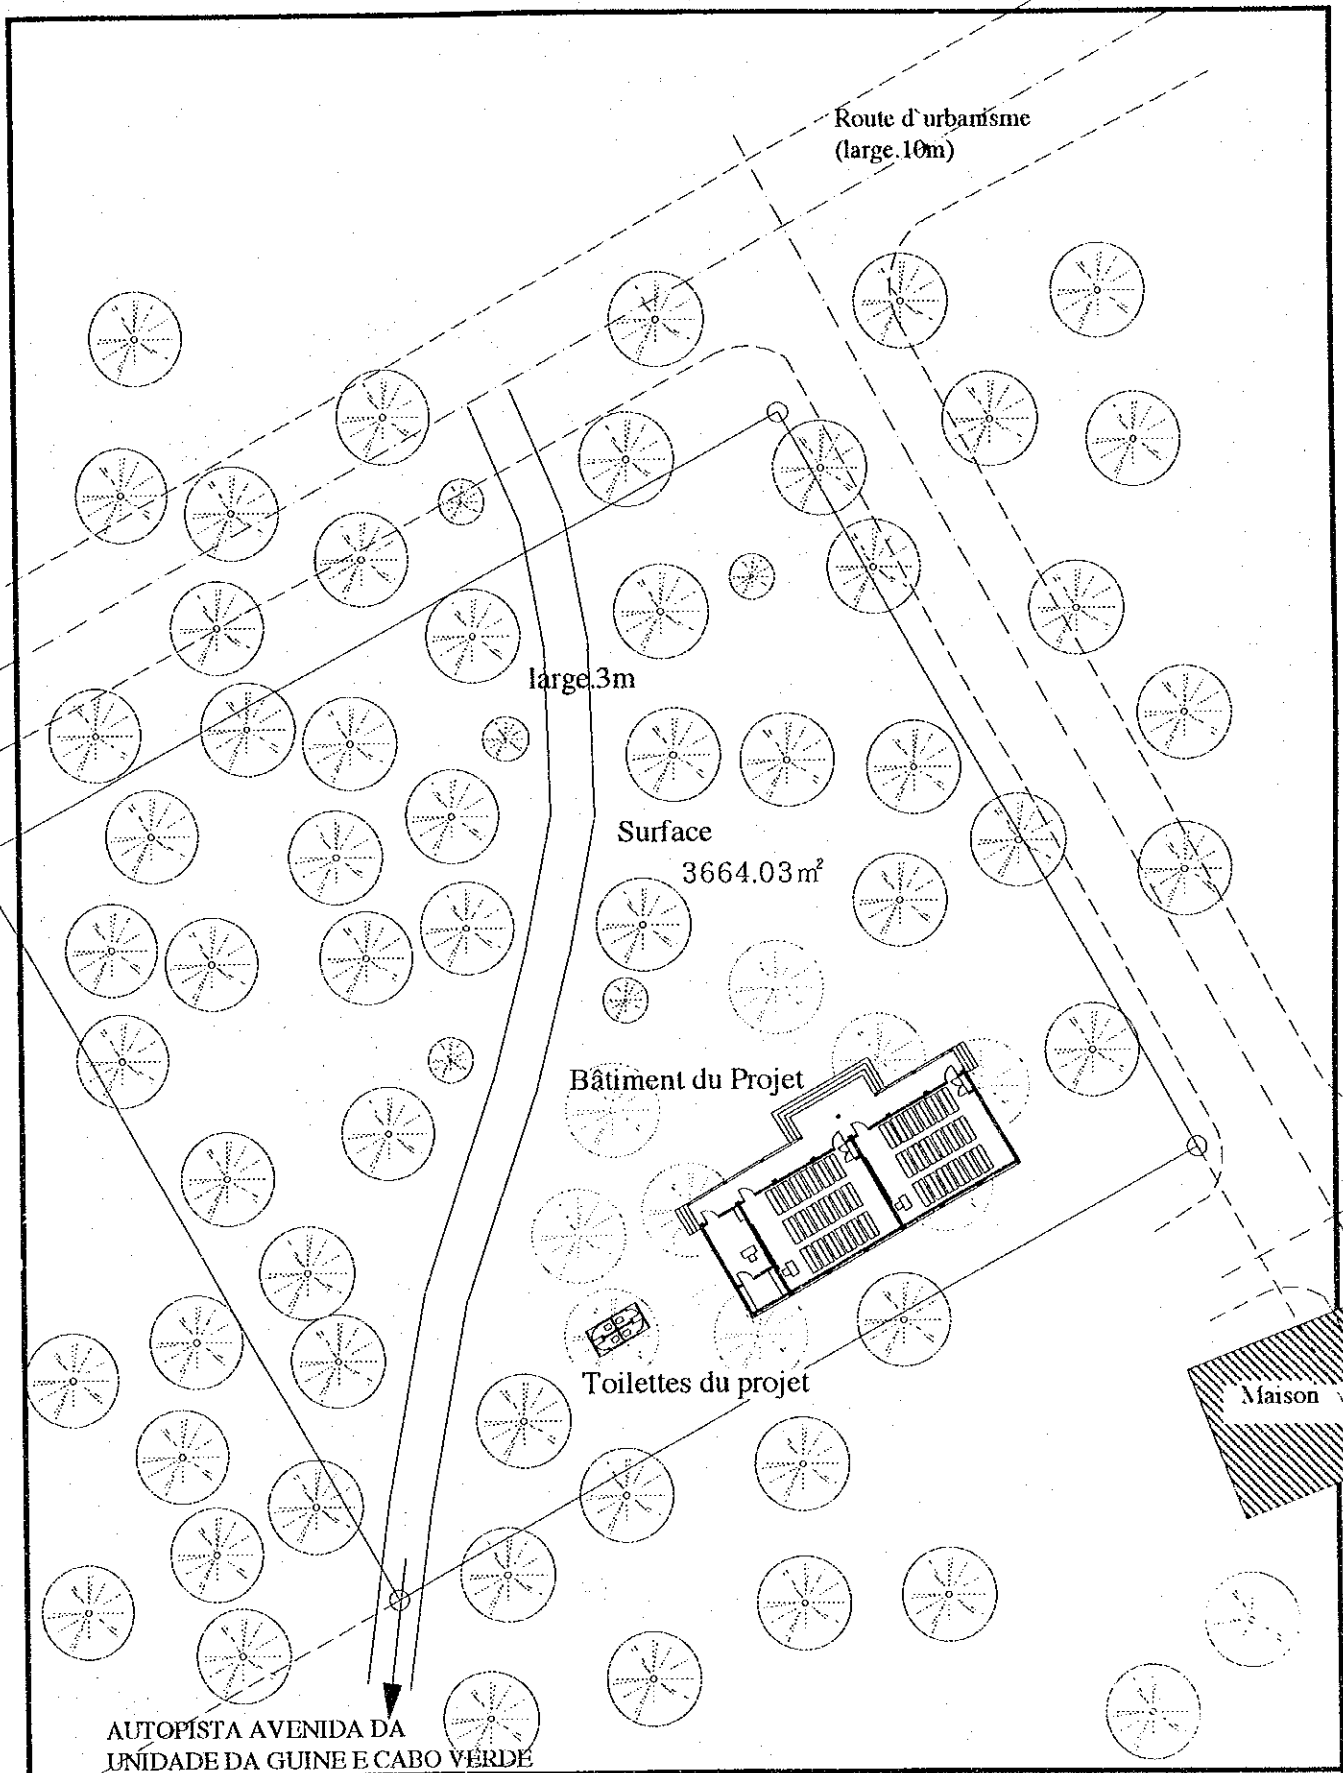 Route d`urbanisme
(large.10m)
large.3m
Surface
3664.03m²
Bâtiment du Projet
Toilettes du projet
Maison
AUTOPISTA AVENIDA DA
UNIDADE DA GUINE E CABO VERDE